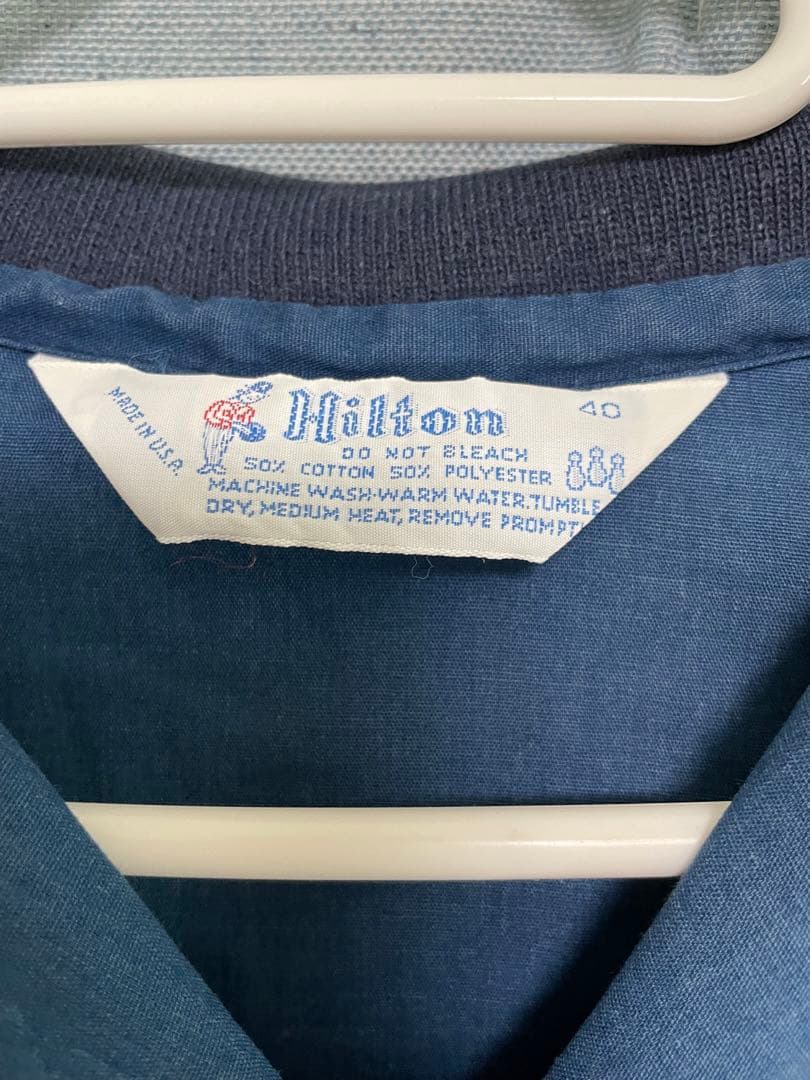 MADE IN U.S.A.
Hilton
40
DO NOT BLEACH
50% COTTON 50% POLYESTER
MACHINE WASH-WARM WATER. TUMBLE
DRY, MEDIUM HEAT, REMOVE